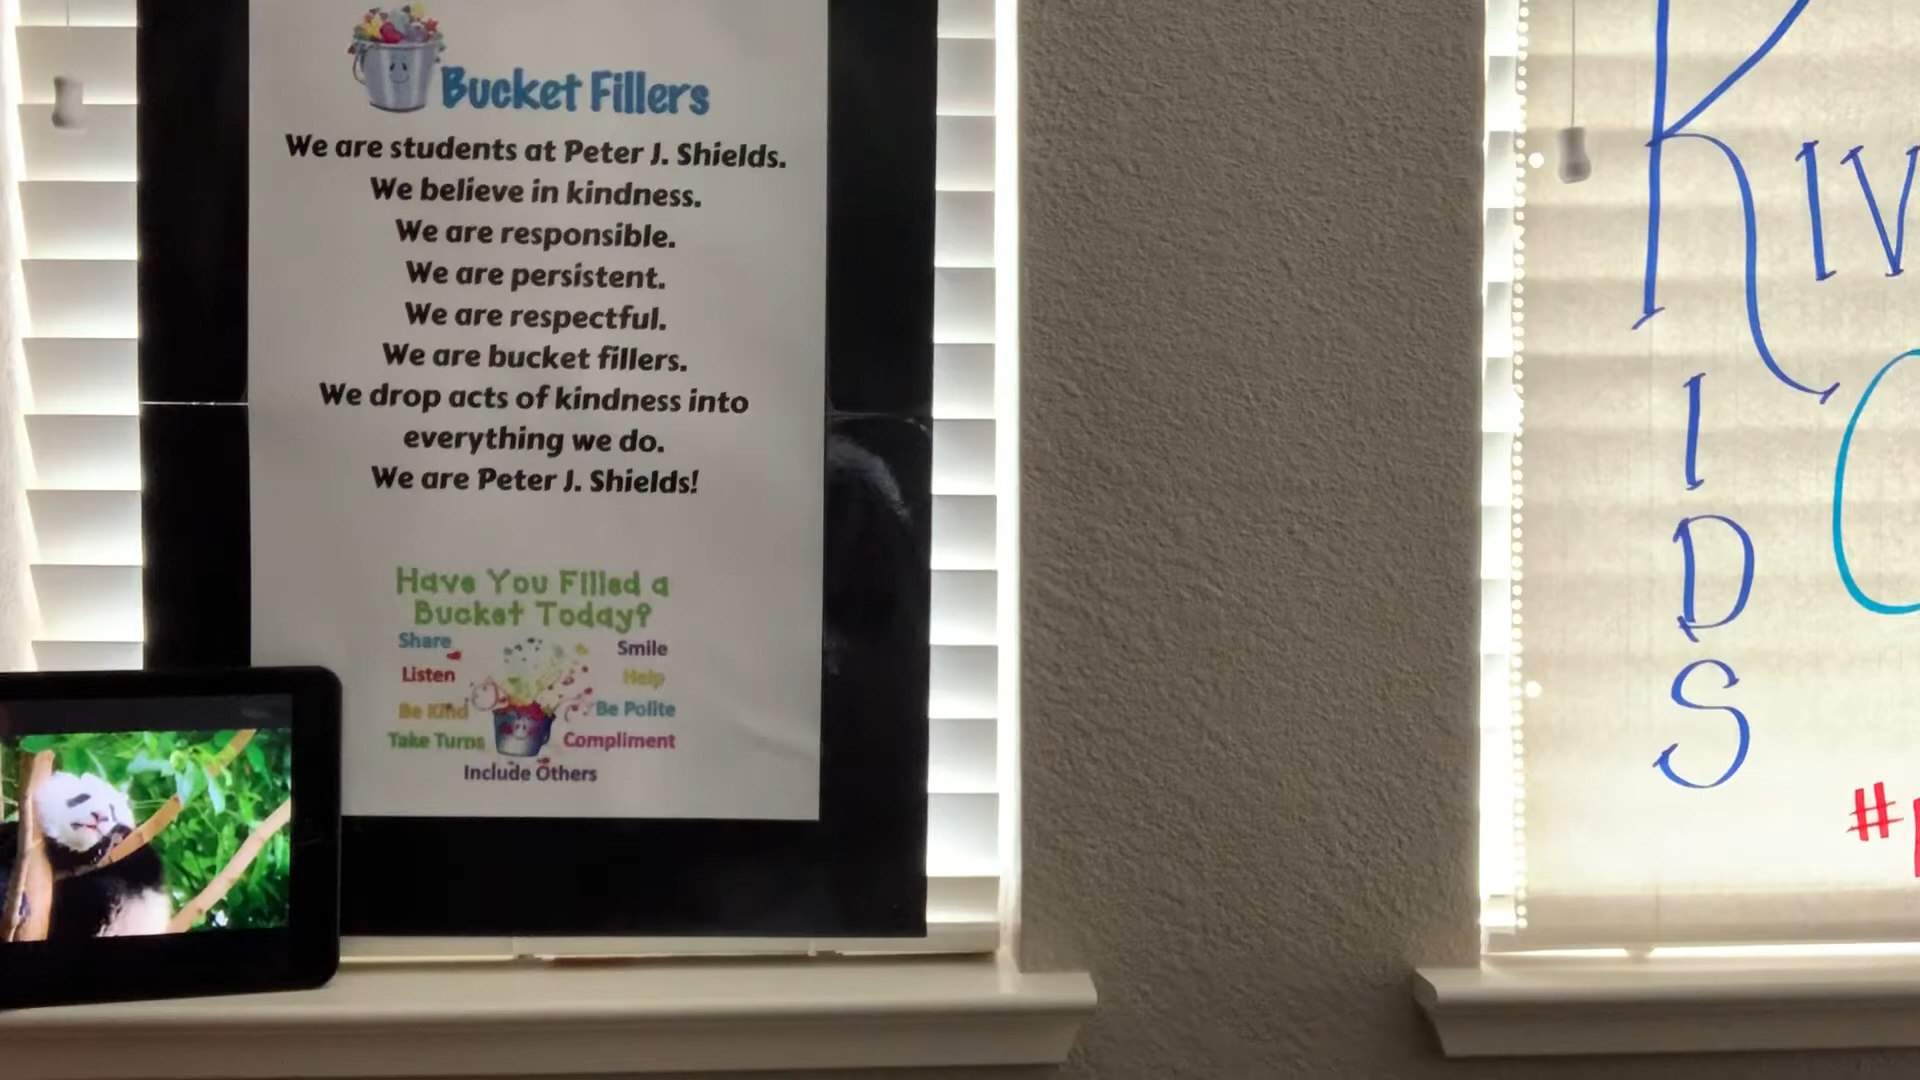 Bucket Fillers
We are students at Peter J. Shields.
We believe in kindness.
We are responsible.
We are persistent.
We are respectful.
We are bucket fillers.
We drop acts of kindness into
everything we do.
We are Peter J. Shields!
Have You Filled a
Bucket Today?
Share
Smile
Listen
Help
Be Kind
Be Polite
Take Turns
Compliment
Include Others
KIDS